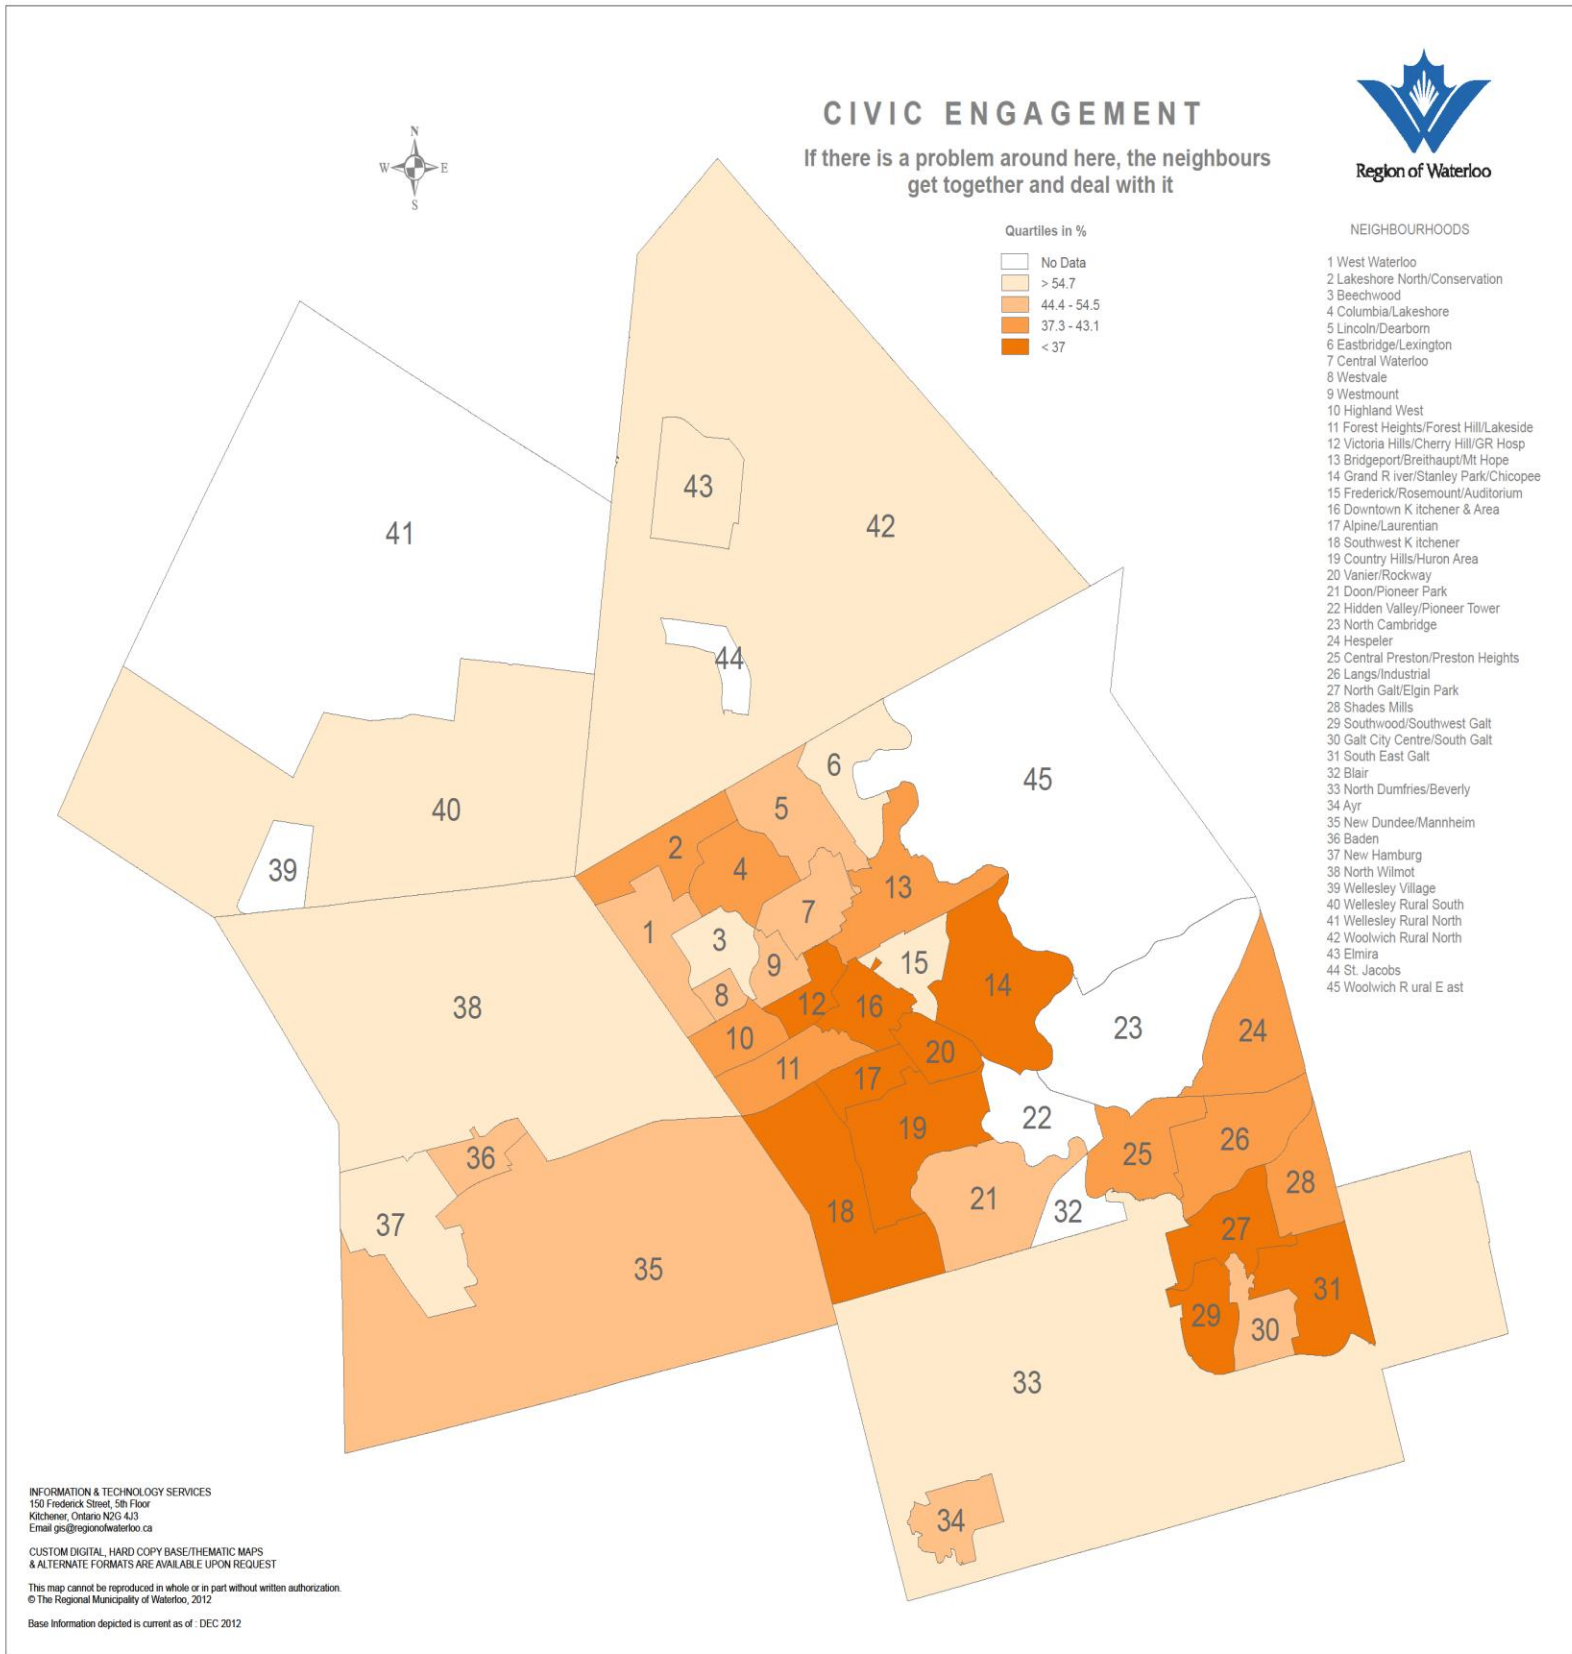 CIVIC ENGAGEMENT
If there is a problem around here, the neighbours
get together and deal with it
Region of Waterloo
N
W E
S
Quartiles in %
No Data
> 54.7
44.4 - 54.5
37.3 - 43.1
< 37
NEIGHBOURHOODS
1 West Waterloo
2 Lakeshore North/Conservation
3 Beechwood
4 Columbia/Lakeshore
5 Lincoln/Dearborn
6 Eastbridge/Lexington
7 Central Waterloo
8 Westvale
9 Westmount
10 Highland West
11 Forest Heights/Forest Hill/Lakeside
12 Victoria Hills/Cherry Hill/GR Hosp
13 Bridgeport/Breithaupt/Mt Hope
14 Grand R iver/Stanley Park/Chicopee
15 Frederick/Rosemount/Auditorium
16 Downtown K itchener & Area
17 Alpine/Laurentian
18 Southwest K itchener
19 Country Hills/Huron Area
20 Vanier/Rockway
21 Doon/Pioneer Park
22 Hidden Valley/Pioneer Tower
23 North Cambridge
24 Hespeler
25 Central Preston/Preston Heights
26 Langs/Industrial
27 North Galt/Elgin Park
28 Shades Mills
29 Southwood/Southwest Galt
30 Galt City Centre/South Galt
31 South East Galt
32 Blair
33 North Dumfries/Beverly
34 Ayr
35 New Dundee/Mannheim
36 Baden
37 New Hamburg
38 North Wilmot
39 Wellesley Village
40 Wellesley Rural South
41 Wellesley Rural North
42 Woolwich Rural North
43 Elmira
44 St. Jacobs
45 Woolwich R ural E ast
43
42
41
44
6
45
5
40
2
39
4
13
7
1
3
15
9
14
8
12
16
38
23
24
10
20
11
17
22
19
26
25
36
28
21
18
32
37
27
35
31
29
30
33
34
INFORMATION & TECHNOLOGY SERVICES
150 Frederick Street, 5th Floor
Kitchener, Ontario N2G 4J3
Email gis@regionofwaterloo.ca
CUSTOM DIGITAL, HARD COPY BASE/THEMATIC MAPS
& ALTERNATE FORMATS ARE AVAILABLE UPON REQUEST
This map cannot be reproduced in whole or in part without written authorization.
© The Regional Municipality of Waterloo, 2012
Base Information depicted is current as of : DEC 2012